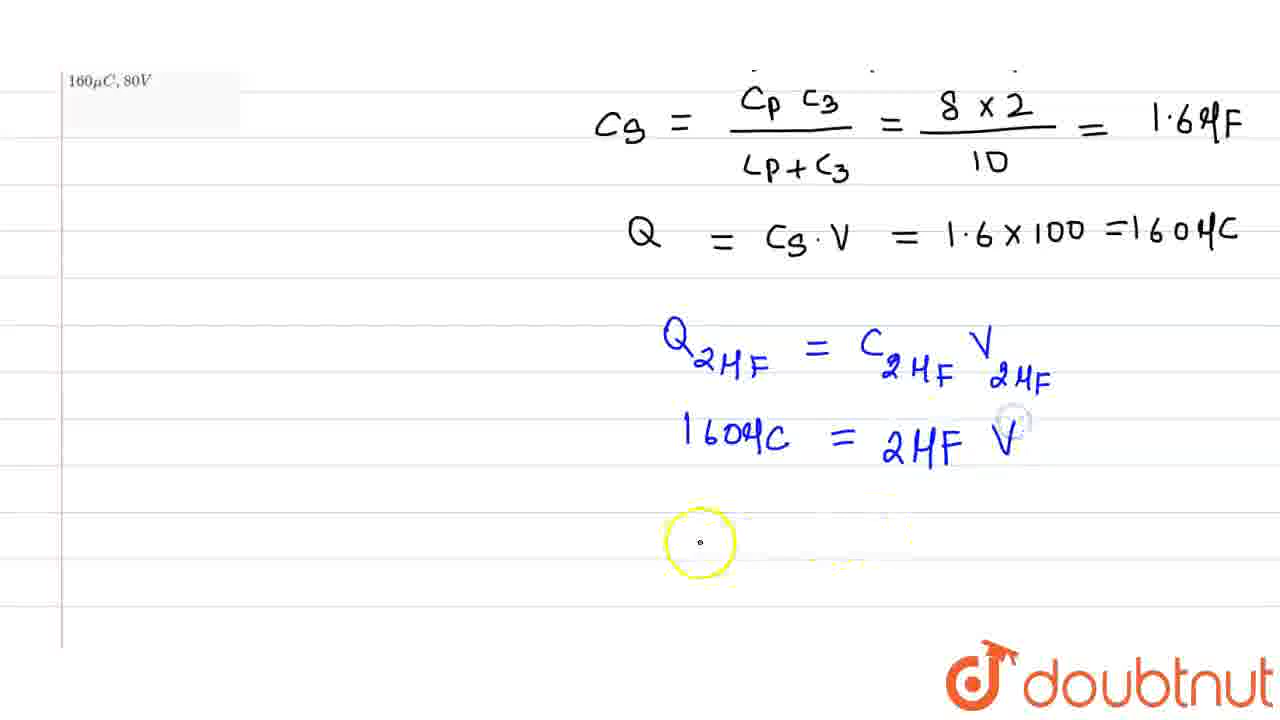 160μC, 80V
Cs = Cp C3 / Cp + C3 = 8 × 2 / 10 = 1.6μF
Q = Cs . V = 1.6 × 100 = 160μC
Q2μF = C2μF V2μF
160μC = 2μF V
doubtnut